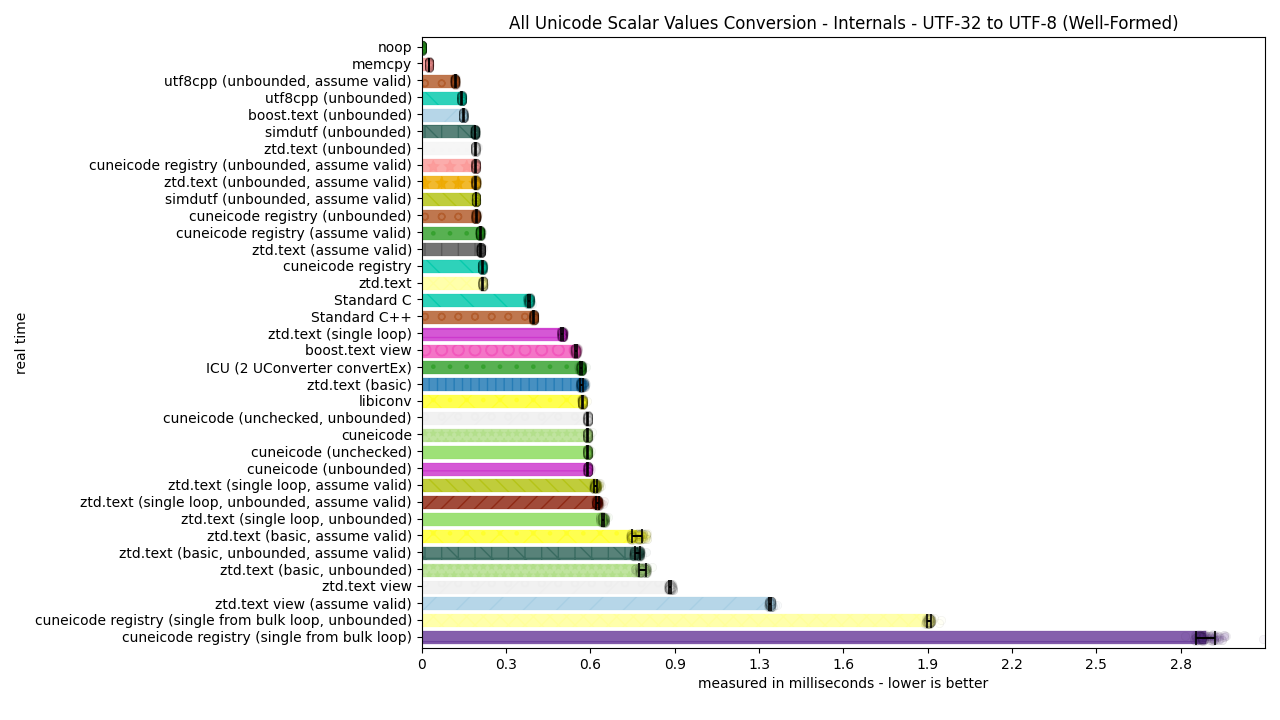 All Unicode Scalar Values Conversion - Internals - UTF-32 to UTF-8 (Well-Formed)
noop
memcpy
utf8cpp (unbounded, assume valid)
utf8cpp (unbounded)
boost.text (unbounded)
simdutf (unbounded)
ztd.text (unbounded)
cuneicode registry (unbounded, assume valid)
ztd.text (unbounded, assume valid)
simdutf (unbounded, assume valid)
cuneicode registry (unbounded)
cuneicode registry (assume valid)
ztd.text (assume valid)
cuneicode registry
ztd.text
Standard C
Standard C++
ztd.text (single loop)
boost.text view
ICU (2 UConverter convertEx)
ztd.text (basic)
libiconv
cuneicode (unchecked, unbounded)
cuneicode
cuneicode (unchecked)
cuneicode (unbounded)
ztd.text (single loop, assume valid)
ztd.text (single loop, unbounded, assume valid)
ztd.text (single loop, unbounded)
ztd.text (basic, assume valid)
ztd.text (basic, unbounded, assume valid)
ztd.text (basic, unbounded)
ztd.text view
ztd.text view (assume valid)
cuneicode registry (single from bulk loop, unbounded)
cuneicode registry (single from bulk loop)
real time
0 0.3 0.6 0.9 1.3 1.6 1.9 2.2 2.5 2.8
measured in milliseconds - lower is better